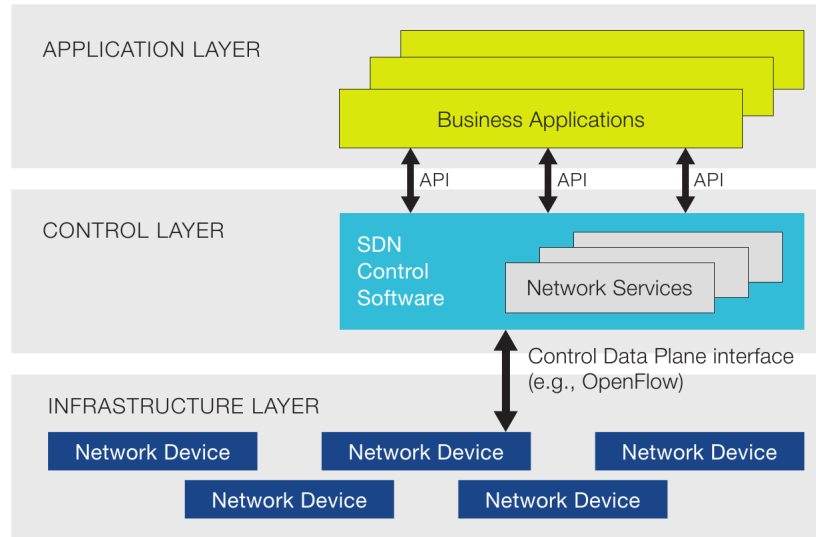 APPLICATION LAYER
Business Applications
API
API
API
CONTROL LAYER
SDN
Control
Software
Network Services
Control Data Plane interface
(e.g., OpenFlow)
INFRASTRUCTURE LAYER
Network Device
Network Device
Network Device
Network Device
Network Device